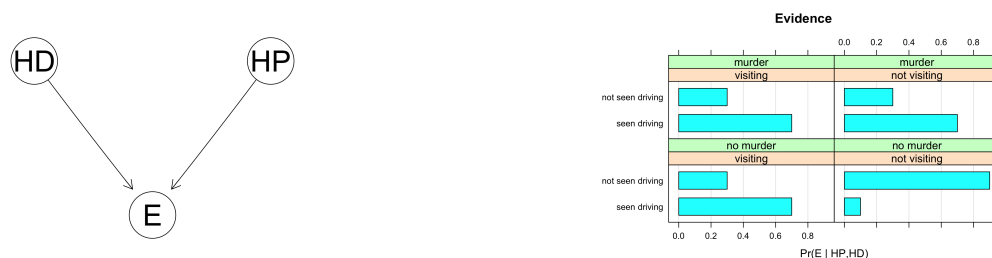 HD
HP
E
Evidence
0.0 0.2 0.4 0.6 0.8
murder murder
visiting not visiting
not seen driving
seen driving
no murder no murder
visiting not visiting
not seen driving
seen driving
0.0 0.2 0.4 0.6 0.8
Pr(E | HP,HD)